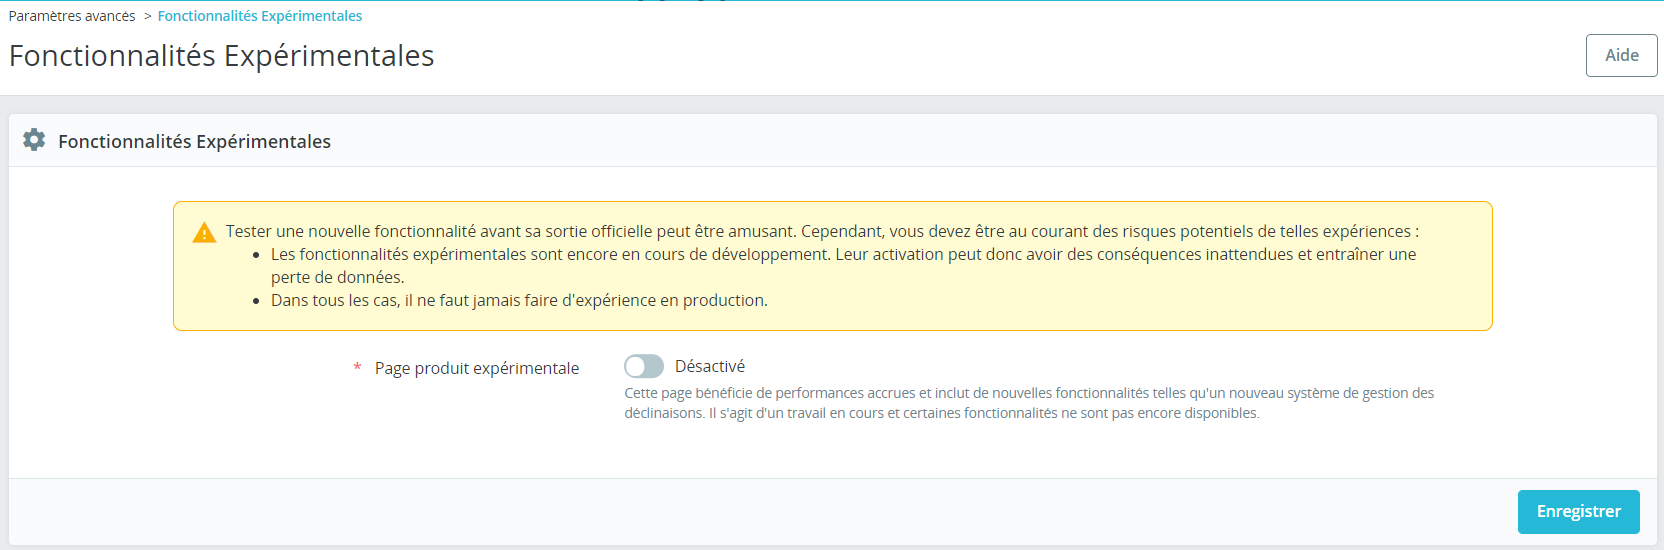 Paramètres avancés > Fonctionnalités Expérimentales
Fonctionnalités Expérimentales
Aide
Fonctionnalités Expérimentales
Tester une nouvelle fonctionnalité avant sa sortie officielle peut être amusant. Cependant, vous devez être au courant des risques potentiels de telles expériences :
• Les fonctionnalités expérimentales sont encore en cours de développement. Leur activation peut donc avoir des conséquences inattendues et entraîner une
perte de données.
• Dans tous les cas, il ne faut jamais faire d'expérience en production.
* Page produit expérimentale
Désactivé
Cette page bénéficie de performances accrues et inclut de nouvelles fonctionnalités telles qu'un nouveau système de gestion des
déclinaisons. Il s'agit d'un travail en cours et certaines fonctionnalités ne sont pas encore disponibles.
Enregistrer